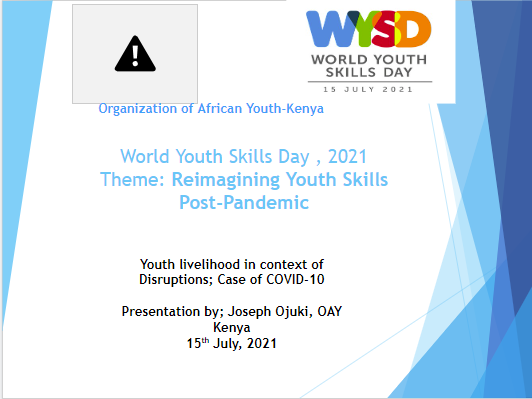 WYSD
WORLD YOUTH
SKILLS DAY
15 JULY 2021
Organization of African Youth-Kenya
World Youth Skills Day , 2021
Theme: Reimagining Youth Skills
Post-Pandemic
Youth livelihood in context of
Disruptions; Case of COVID-10
Presentation by; Joseph Ojuki, OAY
Kenya
15th July, 2021